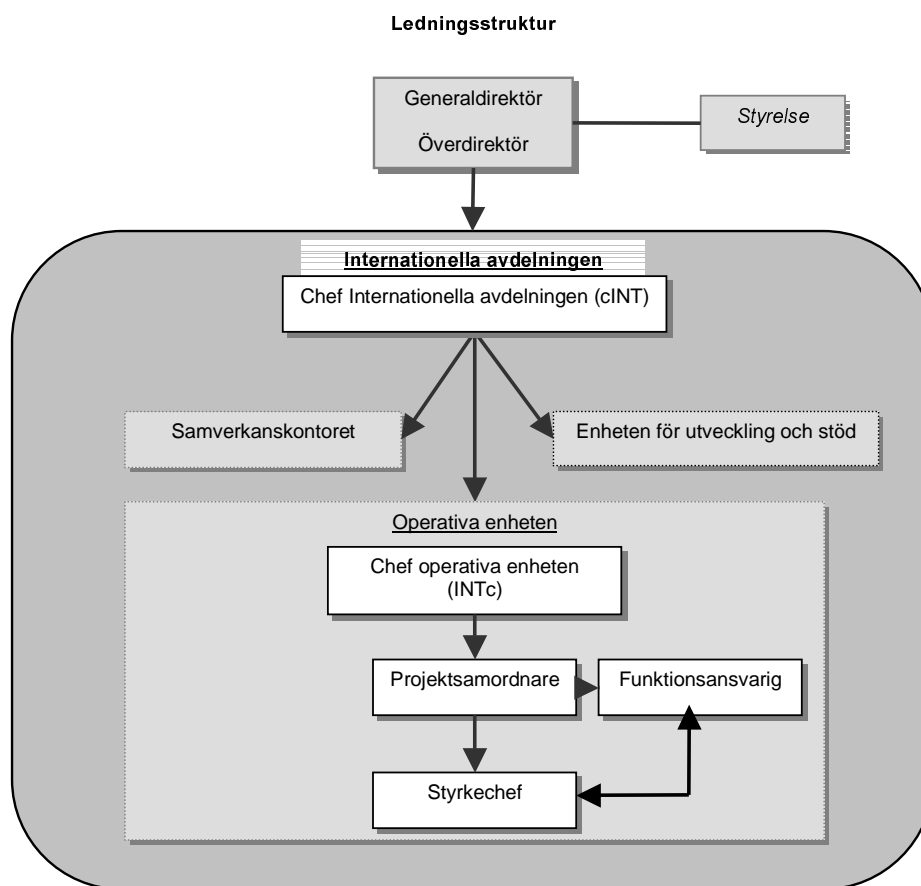 Ledningsstruktur
Generaldirektör
Överdirektör
Styrelse
Internationella avdelningen
Chef Internationella avdelningen (cINT)
Samverkanskontoret
Enheten för utveckling och stöd
Operativa enheten
Chef operativa enheten
(INTc)
Projektsamordnare
Funktionsansvarig
Styrkechef